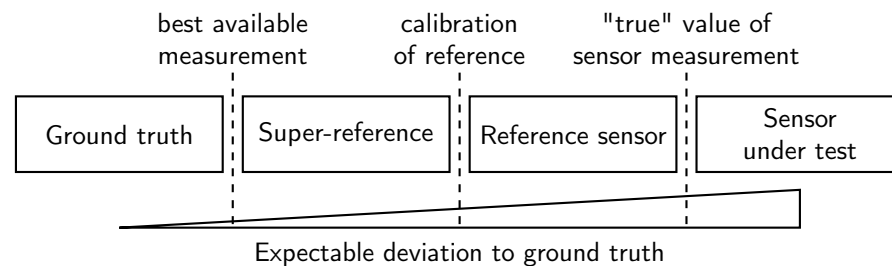 best available
measurement
calibration
of reference
"true" value of
sensor measurement
Ground truth
Super-reference
Reference sensor
Sensor
under test
Expectable deviation to ground truth